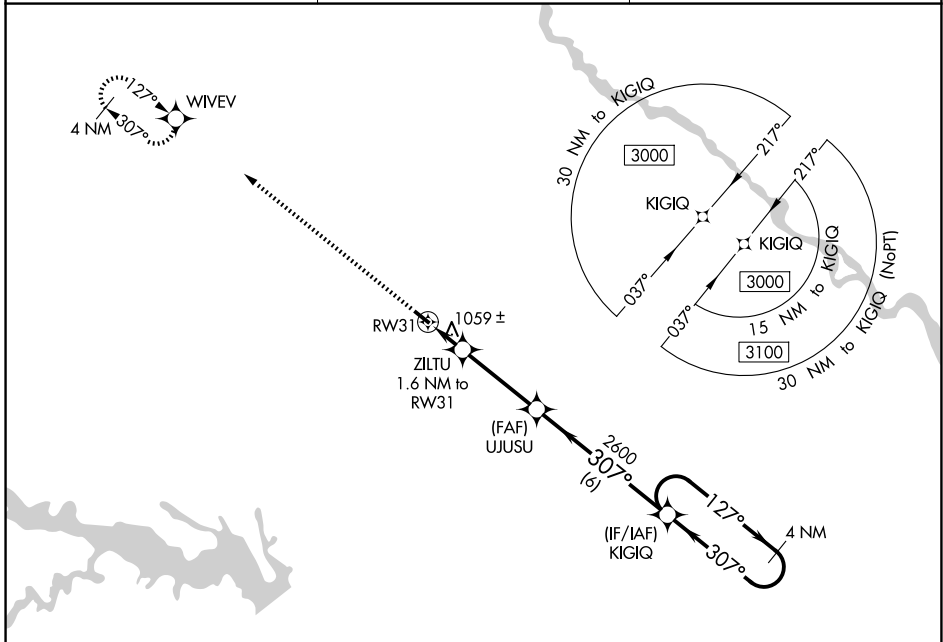 127°
307°
4 NM
WIVEV
30 NM to KIGIQ
3000
217°
KIGIQ
037°
217°
KIGIQ
3000
037°
15 NM to KIGIQ
3100
30 NM to KIGIQ (NoPT)
RW31
1059 ±
ZILTU
1.6 NM to
RW31
(FAF)
UJUSU
2600
307°
(6)
(IF/IAF)
KIGIQ
127°
307°
4 NM